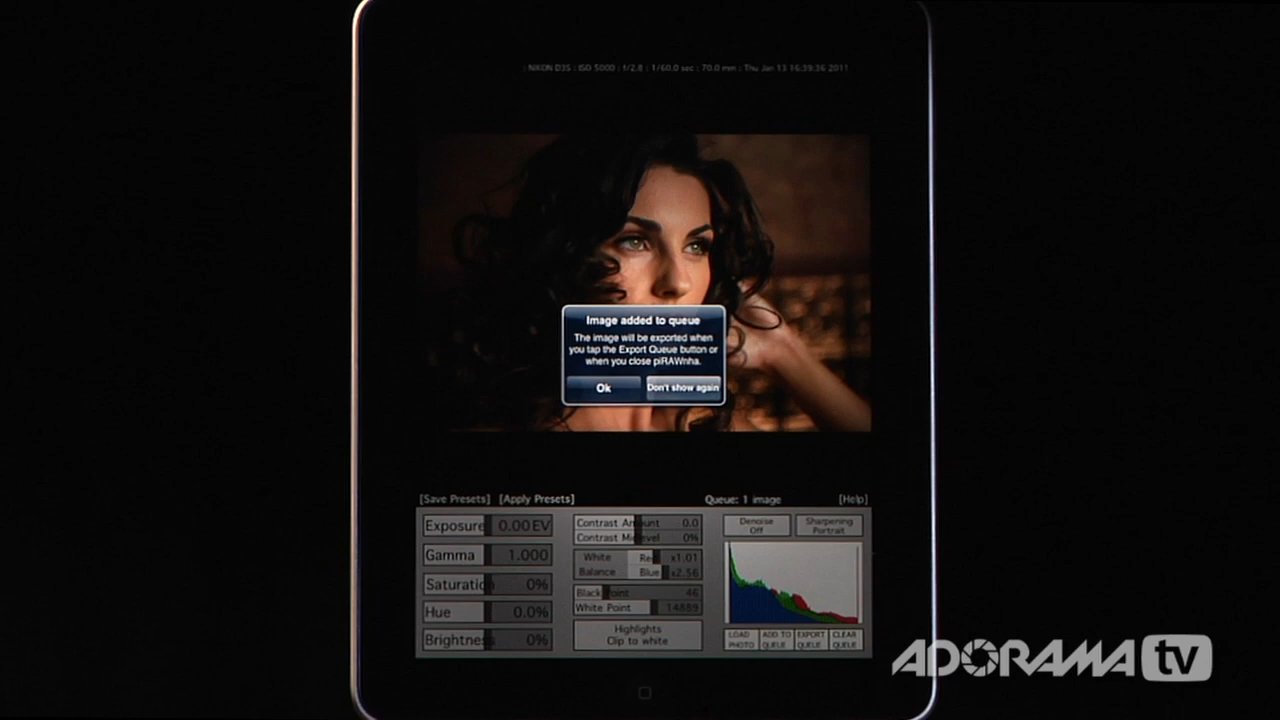 : NIKON D3S : ISO 5000 : f/2.8 : 1/60.0 sec : 70.0 mm : Thu Jan 13 16:39:36 2011
Image added to queue
The image will be exported when
you tap the Export Queue button or
when you close piRAWnha.
Ok
Don't show again
[Save Presets] [Apply Presets]
Queue: 1 image
[Help]
Exposure 0.00 EV
Gamma 1.000
Saturation 0%
Hue 0.0%
Brightness 0%
Contrast Amount 0.0
Contrast Midlevel 0%
White Balance
Red x1.01
Blue x2.56
Black Point 46
White Point 14889
Highlights
Clip to white
Denoise
Off
Sharpening
Portrait
LOAD
PHOTO
ADD TO
QUEUE
EXPORT
QUEUE
CLEAR
QUEUE
ADORAMA tv